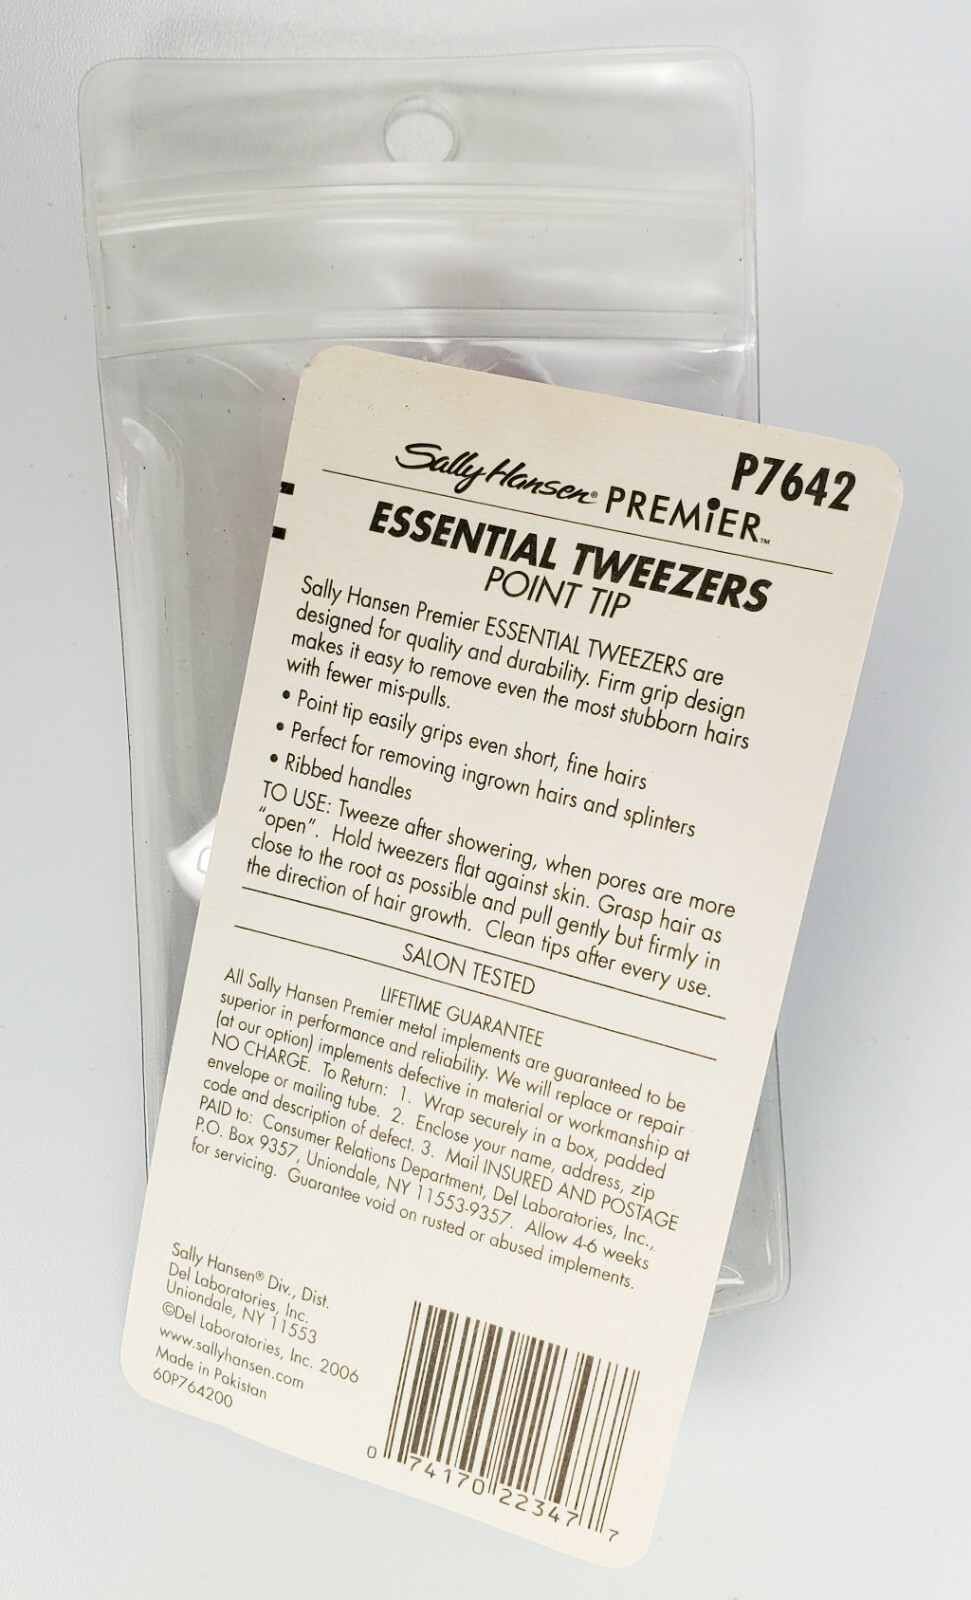 P7642
Sally Hansen® PREMiER™
ESSENTIAL TWEEZERS
POINT TIP
Sally Hansen Premier ESSENTIAL TWEEZERS are
designed for quality and durability. Firm grip design
makes it easy to remove even the most stubborn hairs
with fewer mis-pulls.
• Point tip easily grips even short, fine hairs
• Perfect for removing ingrown hairs and splinters
• Ribbed handles
TO USE: Tweeze after showering, when pores are more
"open". Hold tweezers flat against skin. Grasp hair as
close to the root as possible and pull gently but firmly in
the direction of hair growth. Clean tips after every use.
SALON TESTED
LIFETIME GUARANTEE
All Sally Hansen Premier metal implements are guaranteed to be
superior in performance and reliability. We will replace or repair
(at our option) implements defective in material or workmanship at
NO CHARGE. To Return: 1. Wrap securely in a box, padded
envelope or mailing tube. 2. Enclose your name, address, zip
code and description of defect. 3. Mail INSURED AND POSTAGE
PAID to: Consumer Relations Department, Del Laboratories, Inc.,
P.O. Box 9357, Uniondale, NY 11553-9357. Allow 4-6 weeks
for servicing. Guarantee void on rusted or abused implements.
Sally Hansen® Div., Dist.
Del Laboratories, Inc.
Uniondale, NY 11553
©Del Laboratories, Inc. 2006
www.sallyhansen.com
Made in Pakistan
60P764200
0 74170 22347 7